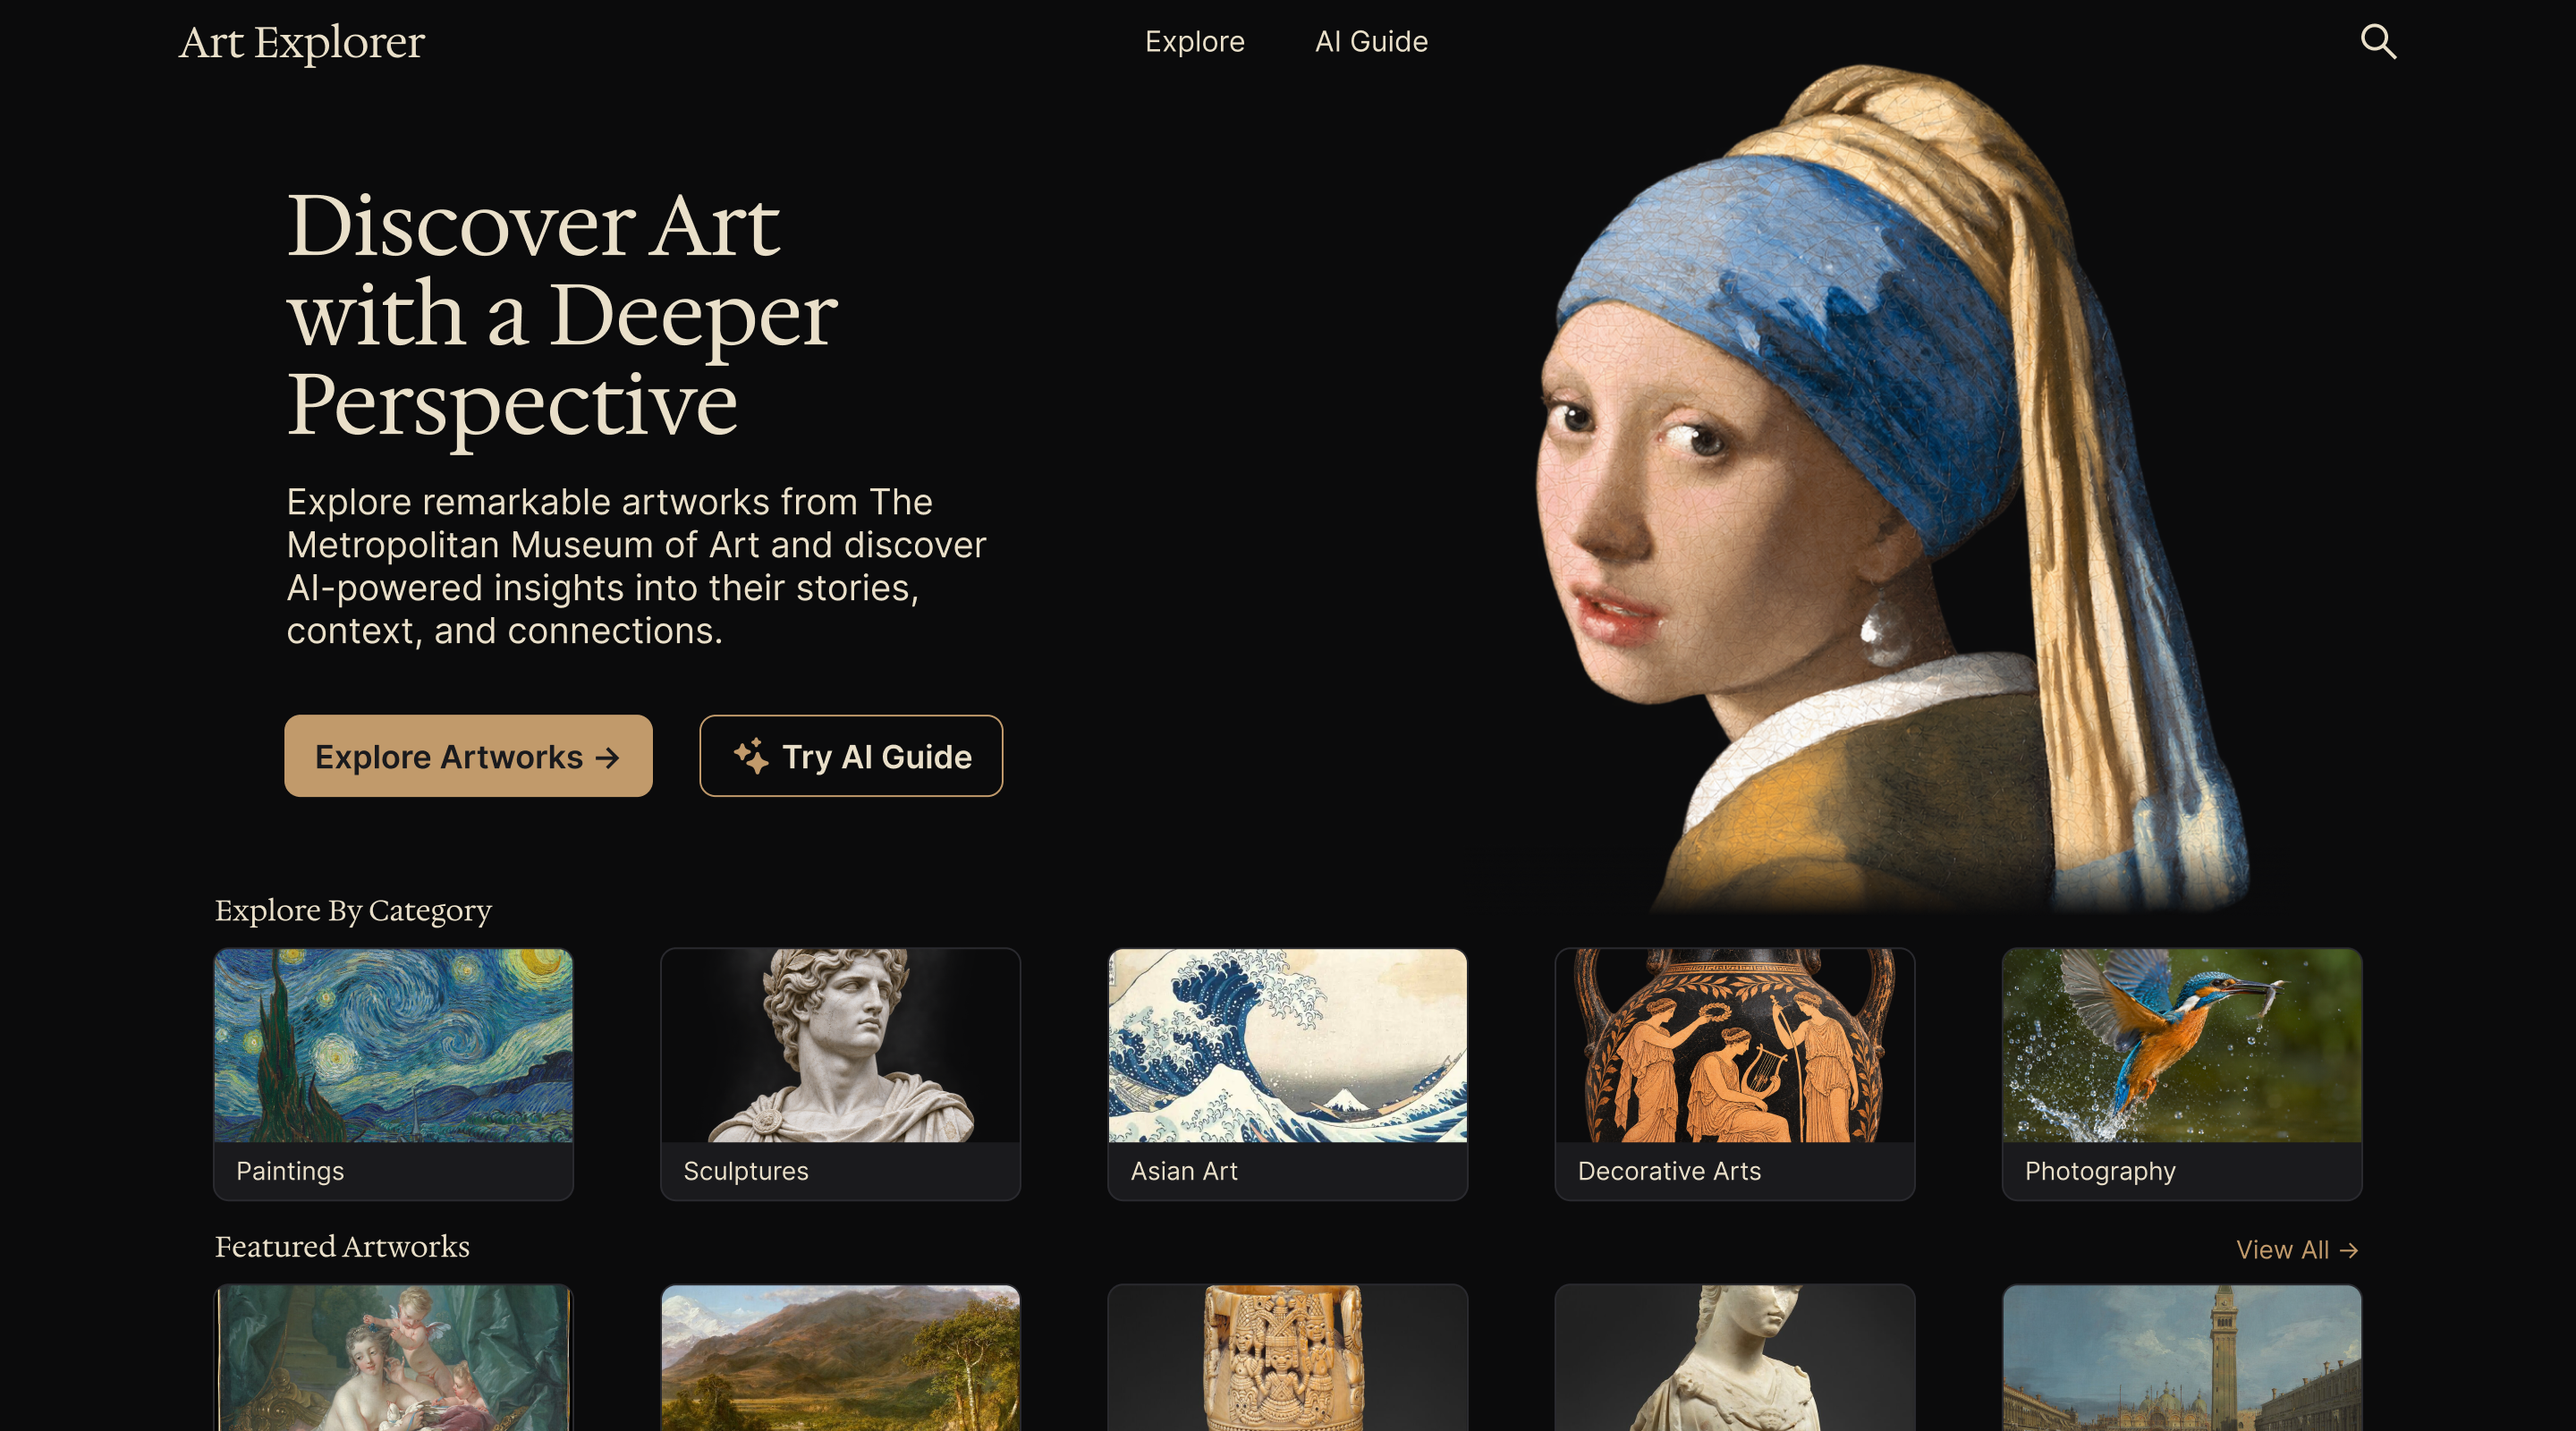 Art Explorer
Explore
AI Guide
Discover Art
with a Deeper
Perspective
Explore remarkable artworks from The
Metropolitan Museum of Art and discover
AI-powered insights into their stories,
context, and connections.
Explore Artworks →
Try AI Guide
Explore By Category
Paintings
Sculptures
Asian Art
Decorative Arts
Photography
Featured Artworks
View All →